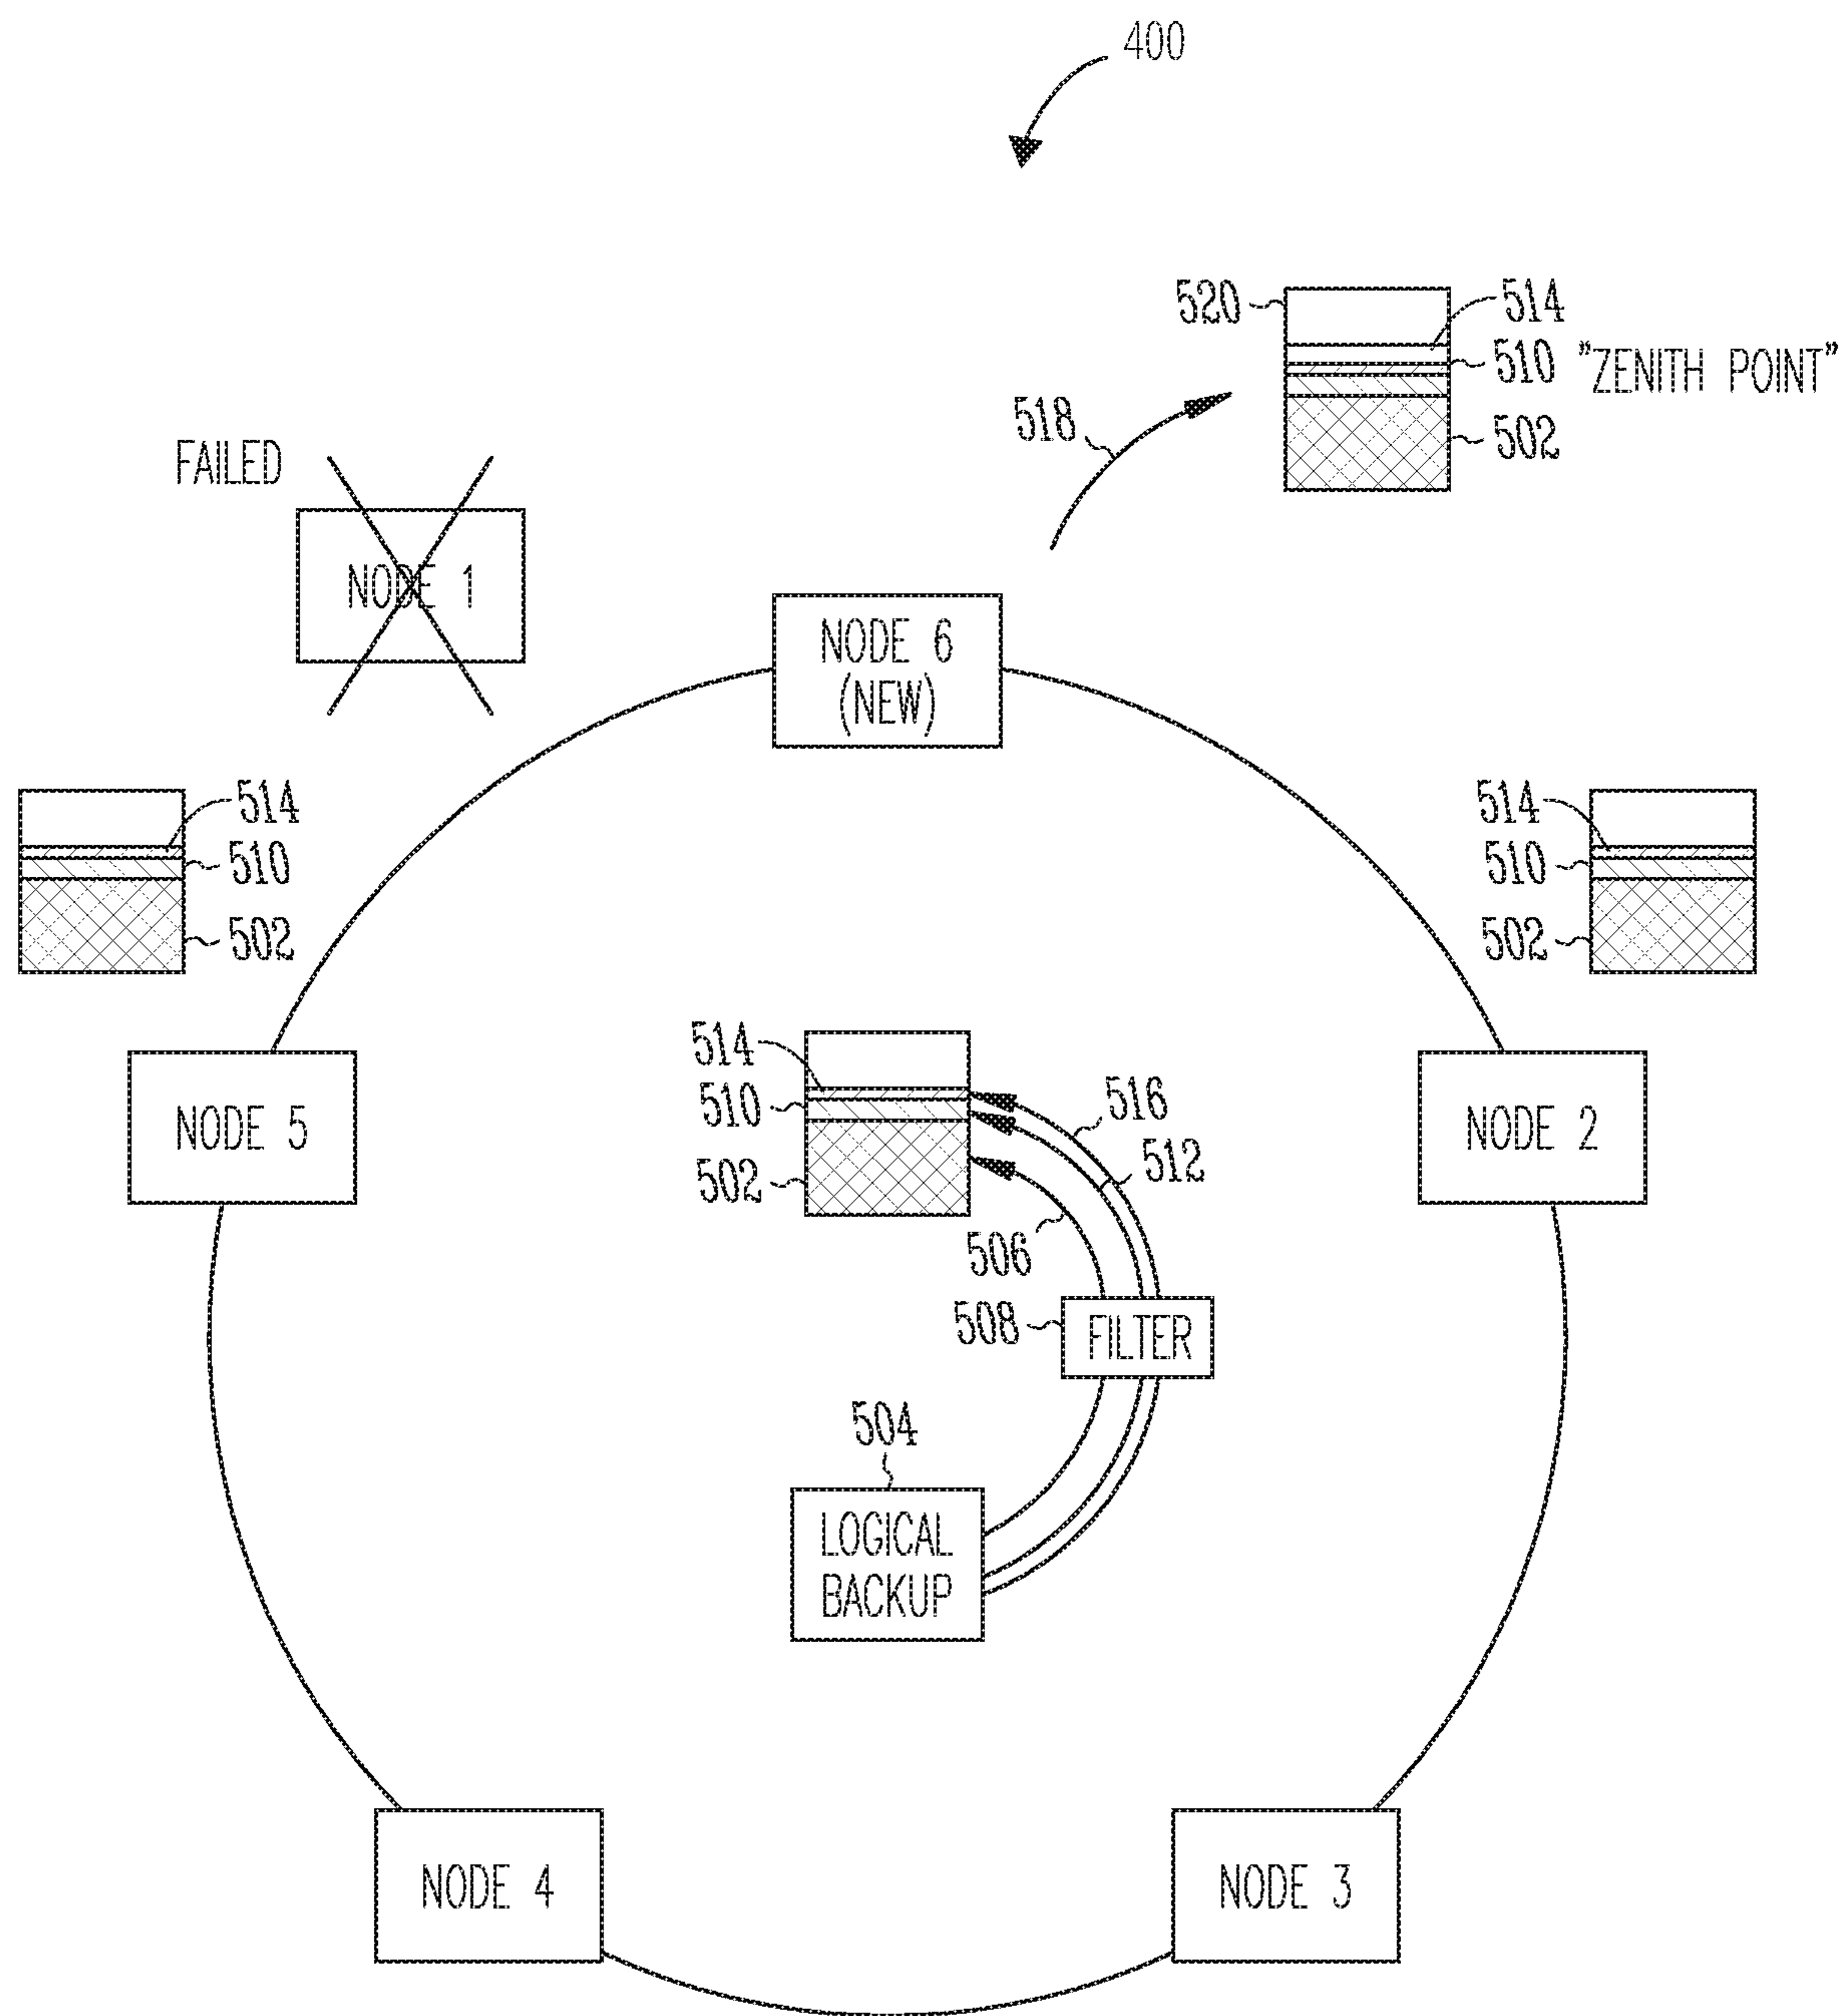 400
520
514
510 "ZENITH POINT"
518
502
FAILED
NODE 1
NODE 6
(NEW)
514
510
502
514
510
502
514
510
502
516
512
506
NODE 5
NODE 2
508
FILTER
504
LOGICAL
BACKUP
NODE 4
NODE 3